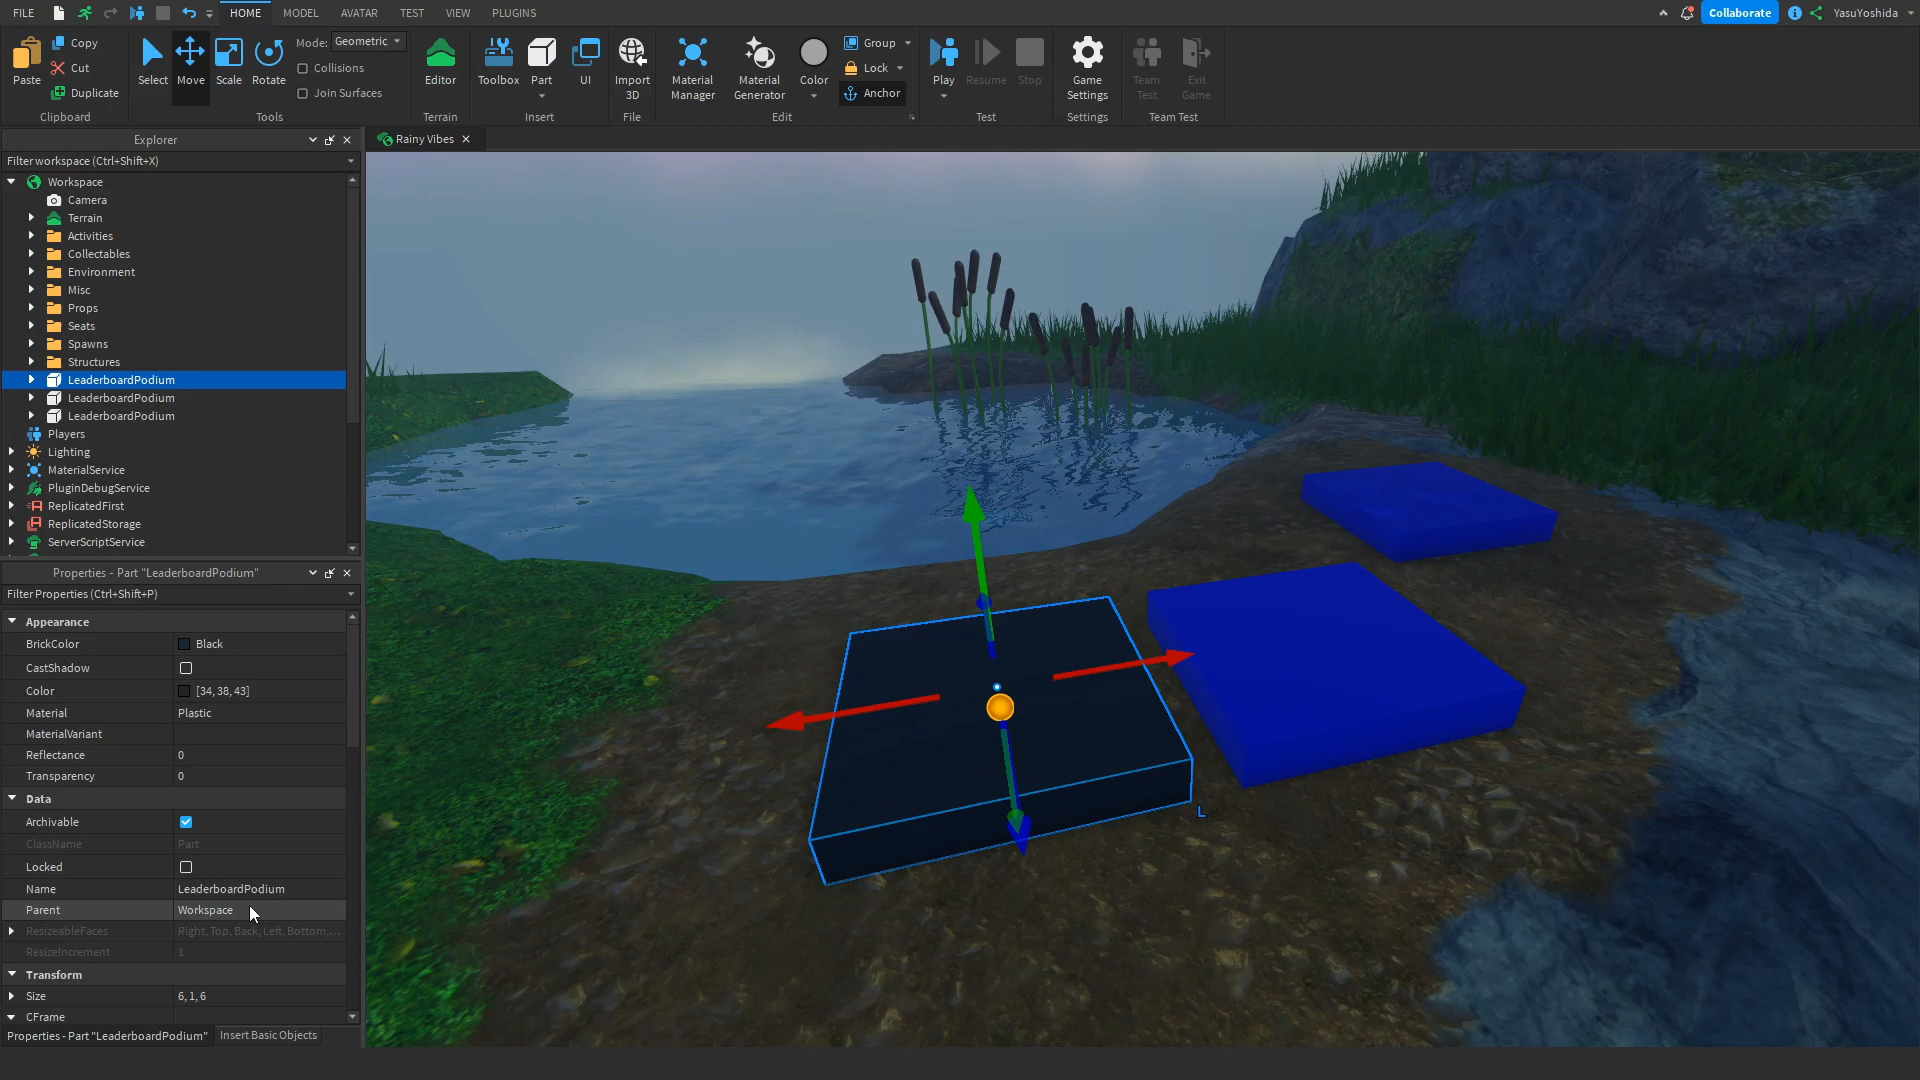 FILE HOME MODEL AVATAR TEST VIEW PLUGINS Collaborate YasuYoshida
Paste Copy Cut Duplicate
Select Move Scale Rotate
Mode: Geometric
Collisions
Join Surfaces
Editor
Toolbox Part UI
Import 3D
Material Manager
Material Generator
Color
Group
Lock
Anchor
Play Resume Stop
Game Settings
Team Test
Exit Game
Clipboard Tools Terrain Insert File Edit Test Settings Team Test
Explorer
Rainy Vibes
Filter workspace (Ctrl+Shift+X)
Workspace
Camera
Terrain
Activities
Collectables
Environment
Misc
Props
Seats
Spawns
Structures
LeaderboardPodium
LeaderboardPodium
LeaderboardPodium
Players
Lighting
MaterialService
PluginDebugService
ReplicatedFirst
ReplicatedStorage
ServerScriptService
Properties - Part "LeaderboardPodium"
Filter Properties (Ctrl+Shift+P)
Appearance
BrickColor Black
CastShadow
Color [34, 38, 43]
Material Plastic
MaterialVariant
Reflectance 0
Transparency 0
Data
Archivable
ClassName Part
Locked
Name LeaderboardPodium
Parent Workspace
ResizeableFaces Right, Top, Back, Left, Bottom,...
ResizeIncrement 1
Transform
Size 6, 1, 6
CFrame
Properties - Part "LeaderboardPodium" Insert Basic Objects
L